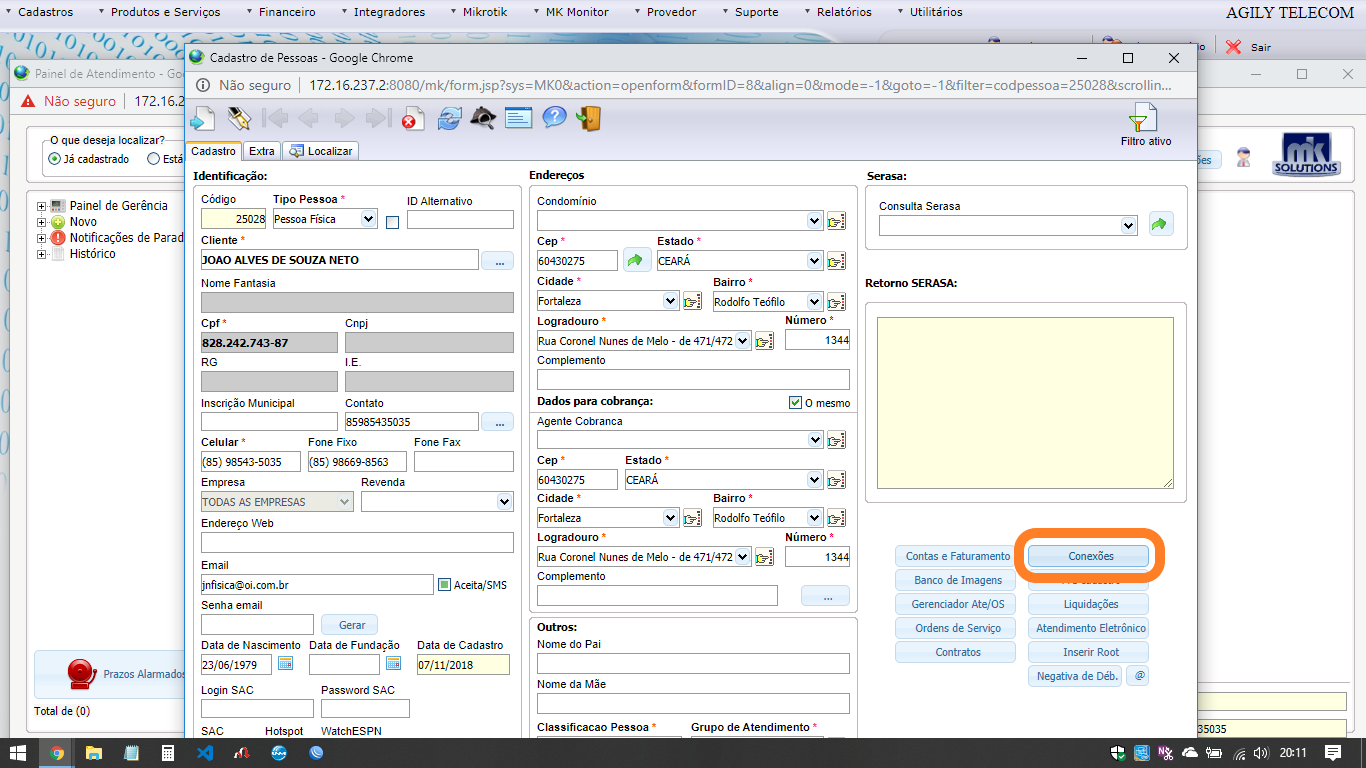 Cadastros Produtos e Serviços Financeiro Integradores Mikrotik MK Monitor Provedor Suporte Relatórios Utilitários AGILY TELECOM
Sair
Painel de Atendimento - Goo
Não seguro 172.16.2
O que deseja localizar?
Já cadastrado Está
Painel de Gerência
Novo
Notificações de Parad
Histórico
Prazos Alarmados
Total de (0)
MK SOLUTIONS
35035
Cadastro de Pessoas - Google Chrome
Não seguro 172.16.237.2:8080/mk/form.jsp?sys=MK0&action=openform&formID=8&align=0&mode=-1&goto=-1&filter=codpessoa=25028&scrollin...
Filtro ativo
Cadastro Extra Localizar
Identificação:
Código Tipo Pessoa * ID Alternativo
25028 Pessoa Física
Cliente *
JOAO ALVES DE SOUZA NETO ...
Nome Fantasia
Cpf * Cnpj
828.242.743-87
RG I.E.
Inscrição Municipal Contato
85985435035 ...
Celular * Fone Fixo Fone Fax
(85) 98543-5035 (85) 98669-8563
Empresa Revenda
TODAS AS EMPRESAS
Endereço Web
Email
jnfisica@oi.com.br Aceita/SMS
Senha email
Gerar
Data de Nascimento Data de Fundação Data de Cadastro
23/06/1979 07/11/2018
Login SAC Password SAC
SAC Hotspot WatchESPN
Endereços
Condomínio
Cep * Estado *
60430275 CEARÁ
Cidade * Bairro *
Fortaleza Rodolfo Teófilo
Logradouro * Número *
Rua Coronel Nunes de Melo - de 471/472 1344
Complemento
Dados para cobrança: O mesmo
Agente Cobranca
Cep * Estado *
60430275 CEARÁ
Cidade * Bairro *
Fortaleza Rodolfo Teófilo
Logradouro * Número *
Rua Coronel Nunes de Melo - de 471/472 1344
Complemento
...
Outros:
Nome do Pai
Nome da Mãe
Classificacao Pessoa * Grupo de Atendimento *
Serasa:
Consulta Serasa
Retorno SERASA:
Contas e Faturamento Conexões
Banco de Imagens
Gerenciador Ate/OS Liquidações
Ordens de Serviço Atendimento Eletrônico
Contratos Inserir Root
Negativa de Déb. @
20:11